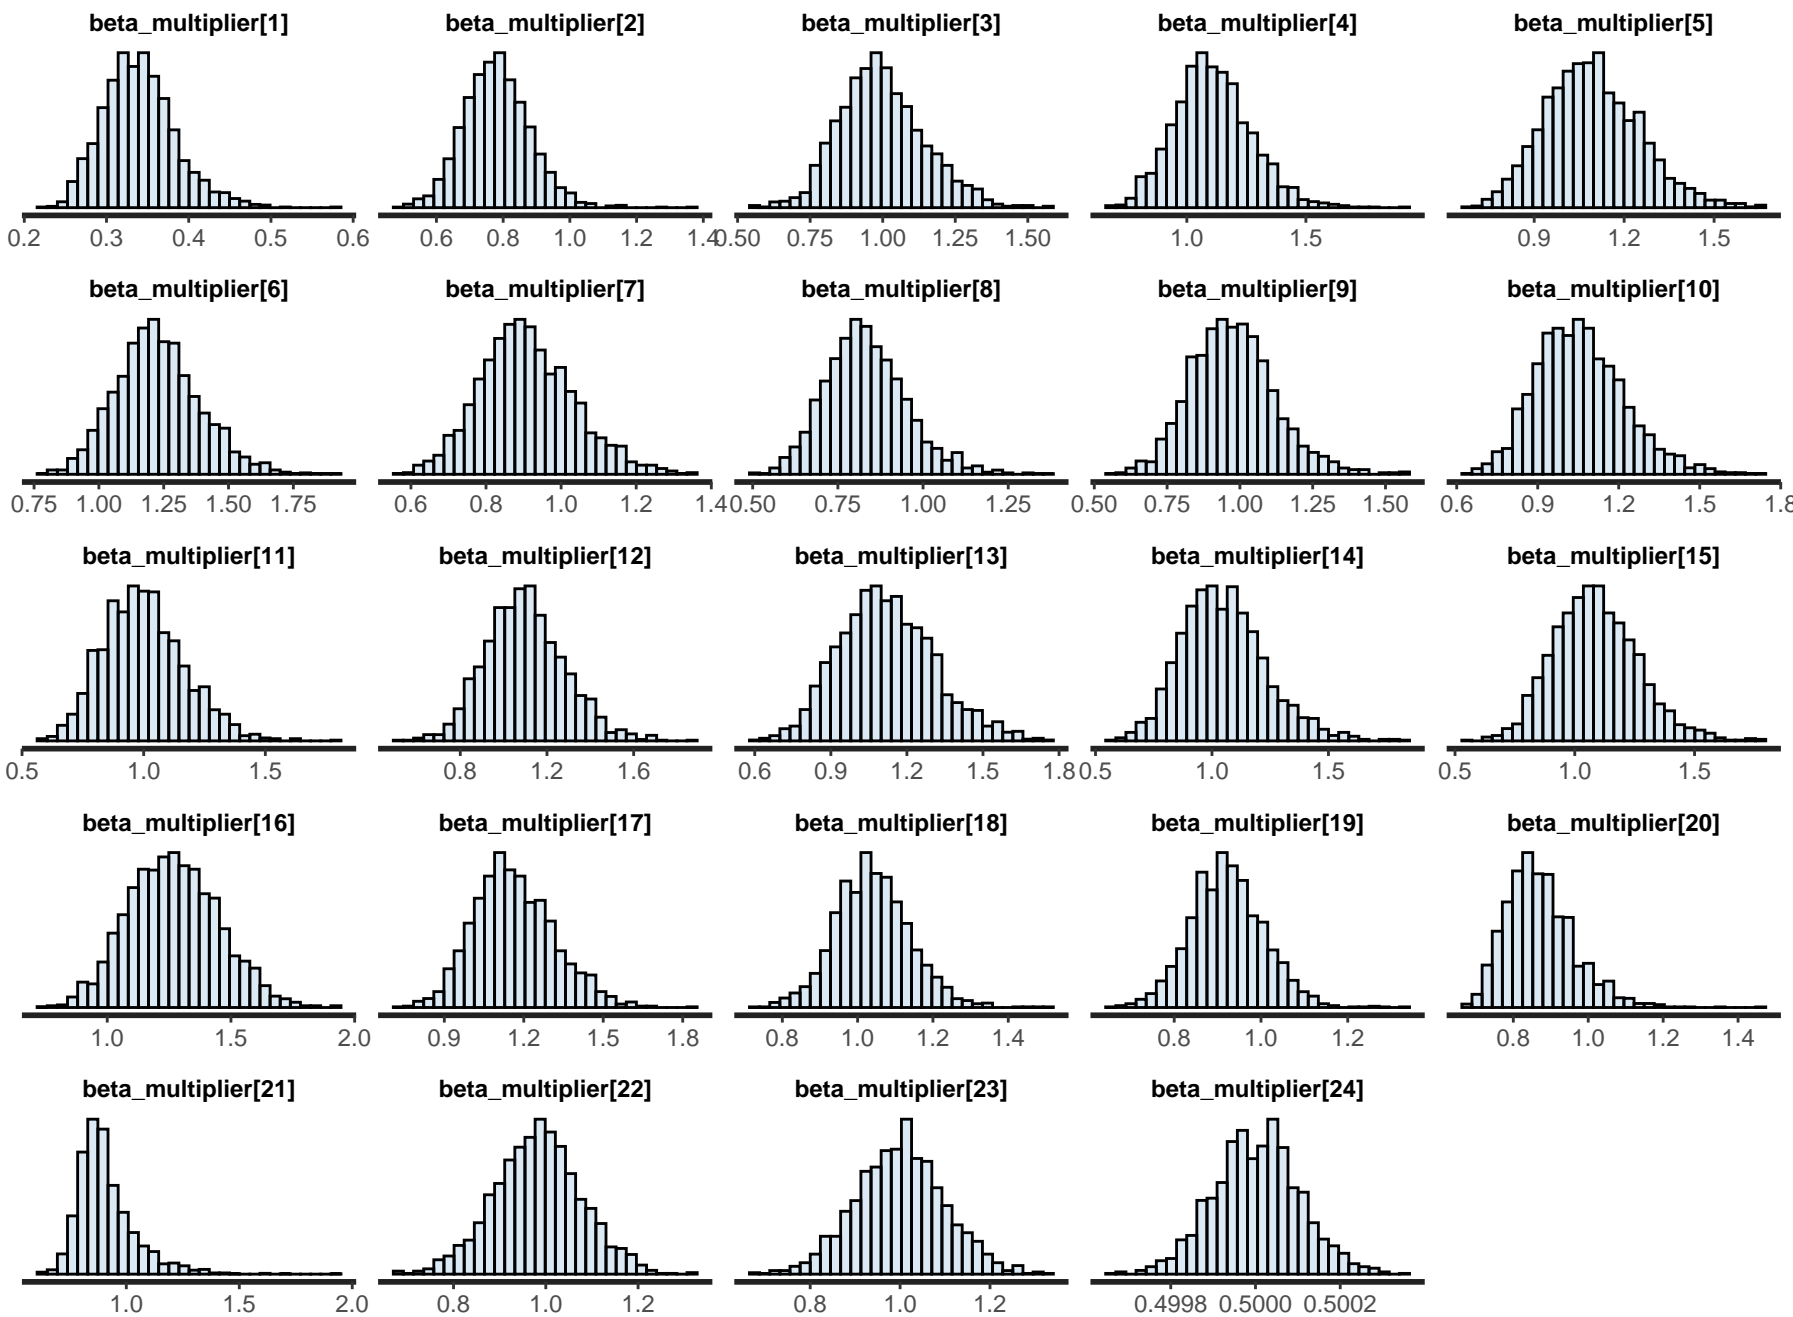 beta_multiplier[1] beta_multiplier[2] beta_multiplier[3] beta_multiplier[4] beta_multiplier[5]
0.2 0.3 0.4 0.5 0.6 0.6 0.8 1.0 1.2 1.4 0.50 0.75 1.00 1.25 1.50 1.0 1.5 0.9 1.2 1.5
beta_multiplier[6] beta_multiplier[7] beta_multiplier[8] beta_multiplier[9] beta_multiplier[10]
0.75 1.00 1.25 1.50 1.75 0.6 0.8 1.0 1.2 1.4 0.50 0.75 1.00 1.25 0.50 0.75 1.00 1.25 1.50 0.6 0.9 1.2 1.5 1.8
beta_multiplier[11] beta_multiplier[12] beta_multiplier[13] beta_multiplier[14] beta_multiplier[15]
0.5 1.0 1.5 0.8 1.2 1.6 0.6 0.9 1.2 1.5 1.8 0.5 1.0 1.5 0.5 1.0 1.5
beta_multiplier[16] beta_multiplier[17] beta_multiplier[18] beta_multiplier[19] beta_multiplier[20]
1.0 1.5 2.0 0.9 1.2 1.5 1.8 0.8 1.0 1.2 1.4 0.8 1.0 1.2 0.8 1.0 1.2 1.4
beta_multiplier[21] beta_multiplier[22] beta_multiplier[23] beta_multiplier[24]
1.0 1.5 2.0 0.8 1.0 1.2 0.8 1.0 1.2 0.4998 0.5000 0.5002